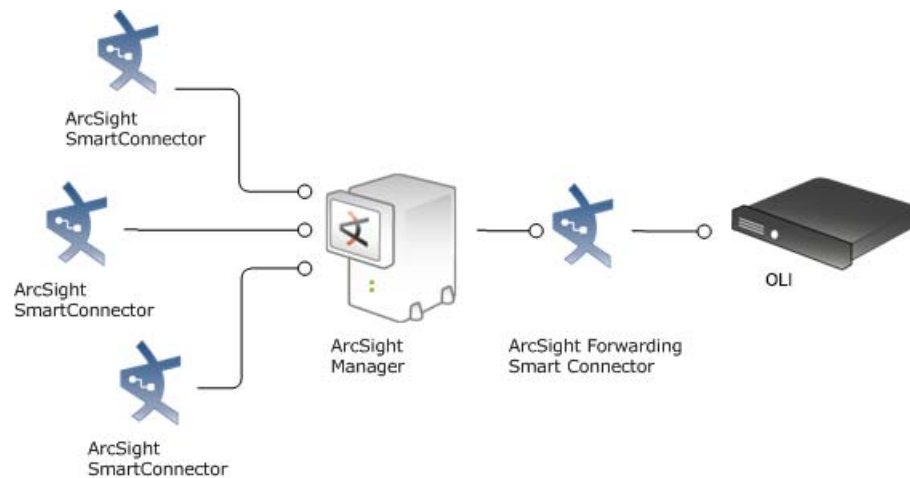 ArcSight
SmartConnector
ArcSight
SmartConnector
ArcSight
SmartConnector
ArcSight
Manager
ArcSight Forwarding
Smart Connector
OLI